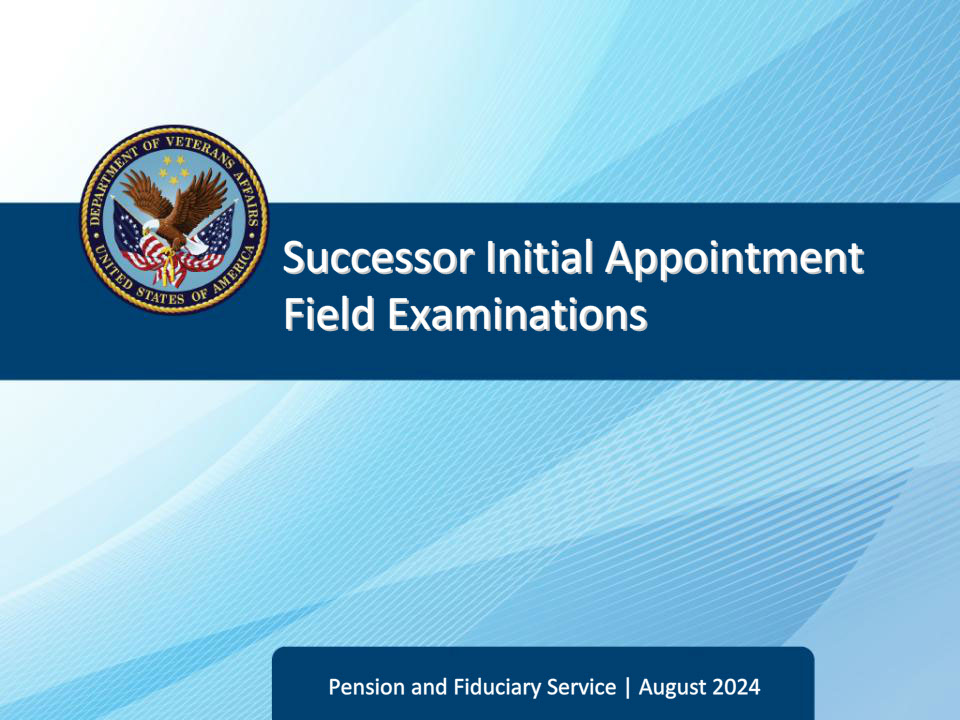 DEPARTMENT OF VETERANS AFFAIRS
UNITED STATES OF AMERICA
Successor Initial Appointment
Field Examinations
Pension and Fiduciary Service | August 2024